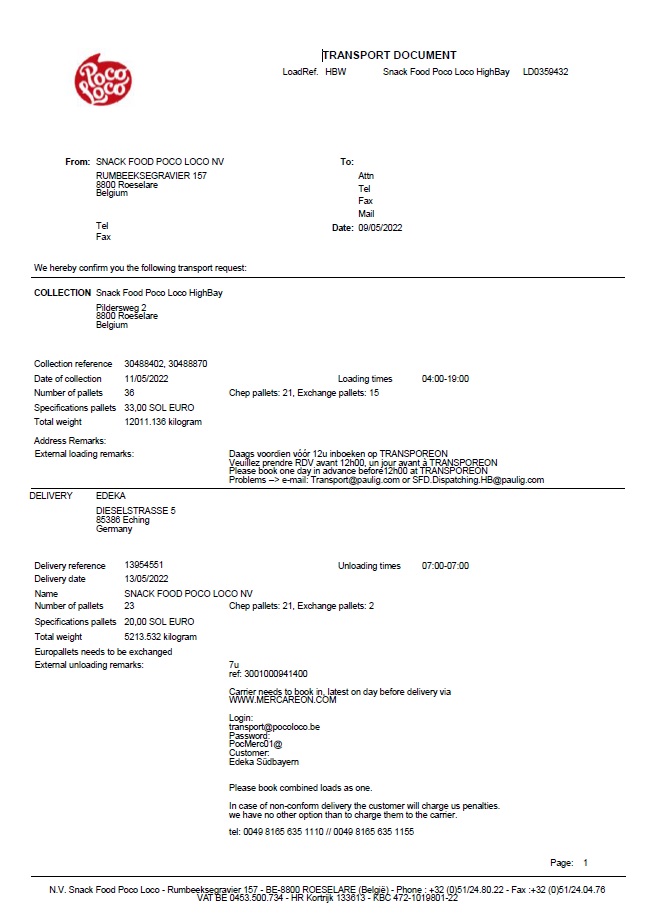 Poco
Loco
TRANSPORT DOCUMENT
LoadRef. HBW Snack Food Poco Loco HighBay LD0359432
From: SNACK FOOD POCO LOCO NV To:
RUMBEEKSEGRAVIER 157 Attn
8800 Roeselare Tel
Belgium Fax
Mail
Tel Date: 09/05/2022
Fax
We hereby confirm you the following transport request:
COLLECTION Snack Food Poco Loco HighBay
Pildersweg 2
8800 Roeselare
Belgium
Collection reference 30488402, 30488870
Date of collection 11/05/2022 Loading times 04:00-19:00
Number of pallets 36 Chep pallets: 21, Exchange pallets: 15
Specifications pallets 33,00 SOL EURO
Total weight 12011.136 kilogram
Address Remarks:
External loading remarks: Daags voordien vóór 12u inboeken op TRANSPOREON
Veuillez prendre RDV avant 12h00, un jour avant à TRANSPOREON
Please book one day in advance before12h00 at TRANSPOREON
Problems --> e-mail: Transport@paulig.com or SFD.Dispatching.HB@paulig.com
DELIVERY EDEKA
DIESELSTRASSE 5
85386 Eching
Germany
Delivery reference 13954551 Unloading times 07:00-07:00
Delivery date 13/05/2022
Name SNACK FOOD POCO LOCO NV
Number of pallets 23 Chep pallets: 21, Exchange pallets: 2
Specifications pallets 20,00 SOL EURO
Total weight 5213.532 kilogram
Europallets needs to be exchanged
External unloading remarks: 7u
ref: 3001000941400
Carrier needs to book in, latest on day before delivery via
WWW.MERCAREON.COM
Login:
transport@pocoloco.be
Password:
PocMerc01@
Customer:
Edeka Südbayern
Please book combined loads as one.
In case of non-conform delivery the customer will charge us penalties.
we have no other option than to charge them to the carrier.
tel: 0049 8165 635 1110 // 0049 8165 635 1155
Page: 1
N.V. Snack Food Poco Loco - Rumbeeksegravier 157 - BE-8800 ROESELARE (België) - Phone : +32 (0)51/24.80.22 - Fax :+32 (0)51/24.04.76
VAT BE 0453.500.734 - HR Kortrijk 133613 - KBC 472-1019801-22